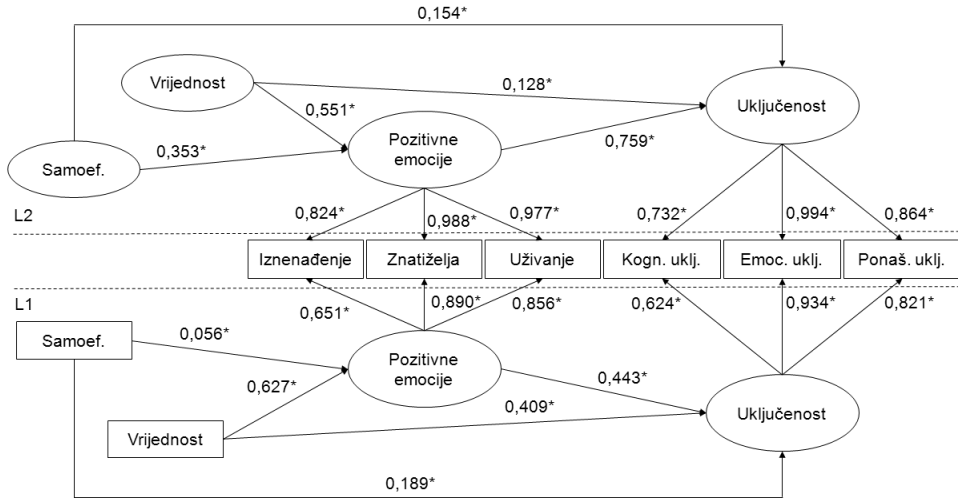 0,154*
Vrijednost
0,128*
Uključenost
0,551*
Pozitivne
emocije
0,759*
0,353*
Samoef.
L2
0,824*
0,988*
0,977*
0,732*
0,994*
0,864*
Iznenađenje
Znatiželja
Uživanje
Kogn. uklj.
Emoc. uklj.
Ponaš. uklj.
L1
0,651*
0,890*
0,856*
0,624*
0,934*
0,821*
Samoef.
0,056*
Pozitivne
emocije
0,627*
0,443*
0,409*
Uključenost
Vrijednost
0,189*